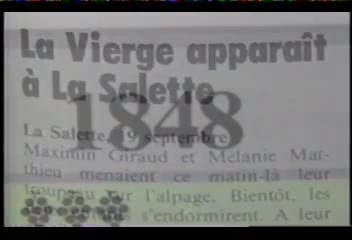 La Vierge apparaît
à La Salette
1848
La Salette, 19 septembre
Maximin Giraud et Mélanie Mat-
thieu menaient ce matin-là leur
troupeau sur l'alpage. Bientôt, les
s'endormirent. A leur